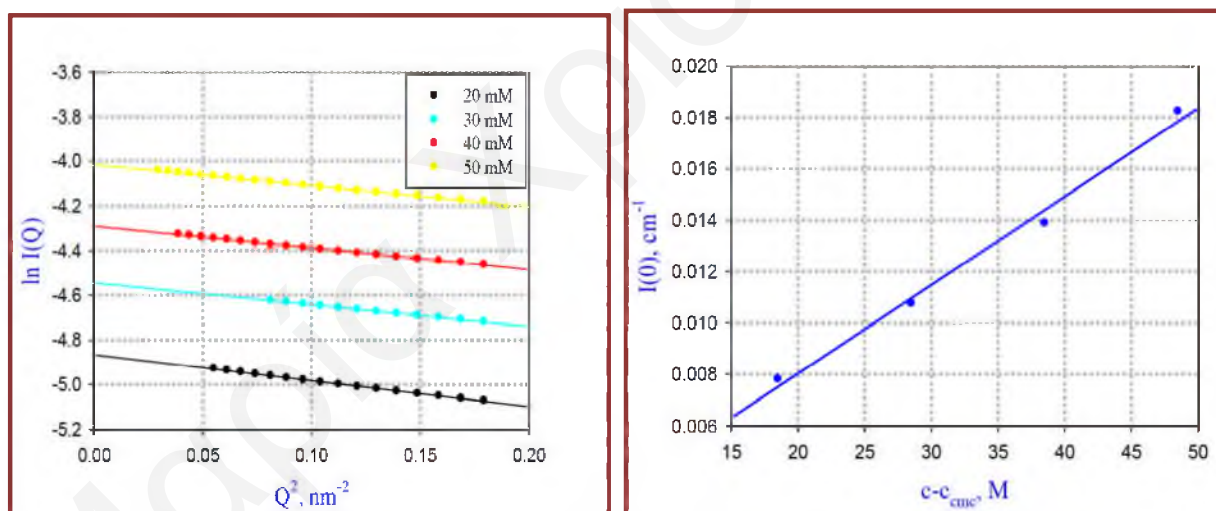 ln I(Q)
-3.6
-3.8
-4.0
-4.2
-4.4
-4.6
-4.8
-5.0
-5.2
0.00 0.05 0.10 0.15 0.20
Q², nm⁻²
20 mM
30 mM
40 mM
50 mM
I(0), cm⁻¹
0.020
0.018
0.016
0.014
0.012
0.010
0.008
0.006
15 20 25 30 35 40 45 50
c-c_cmc, M